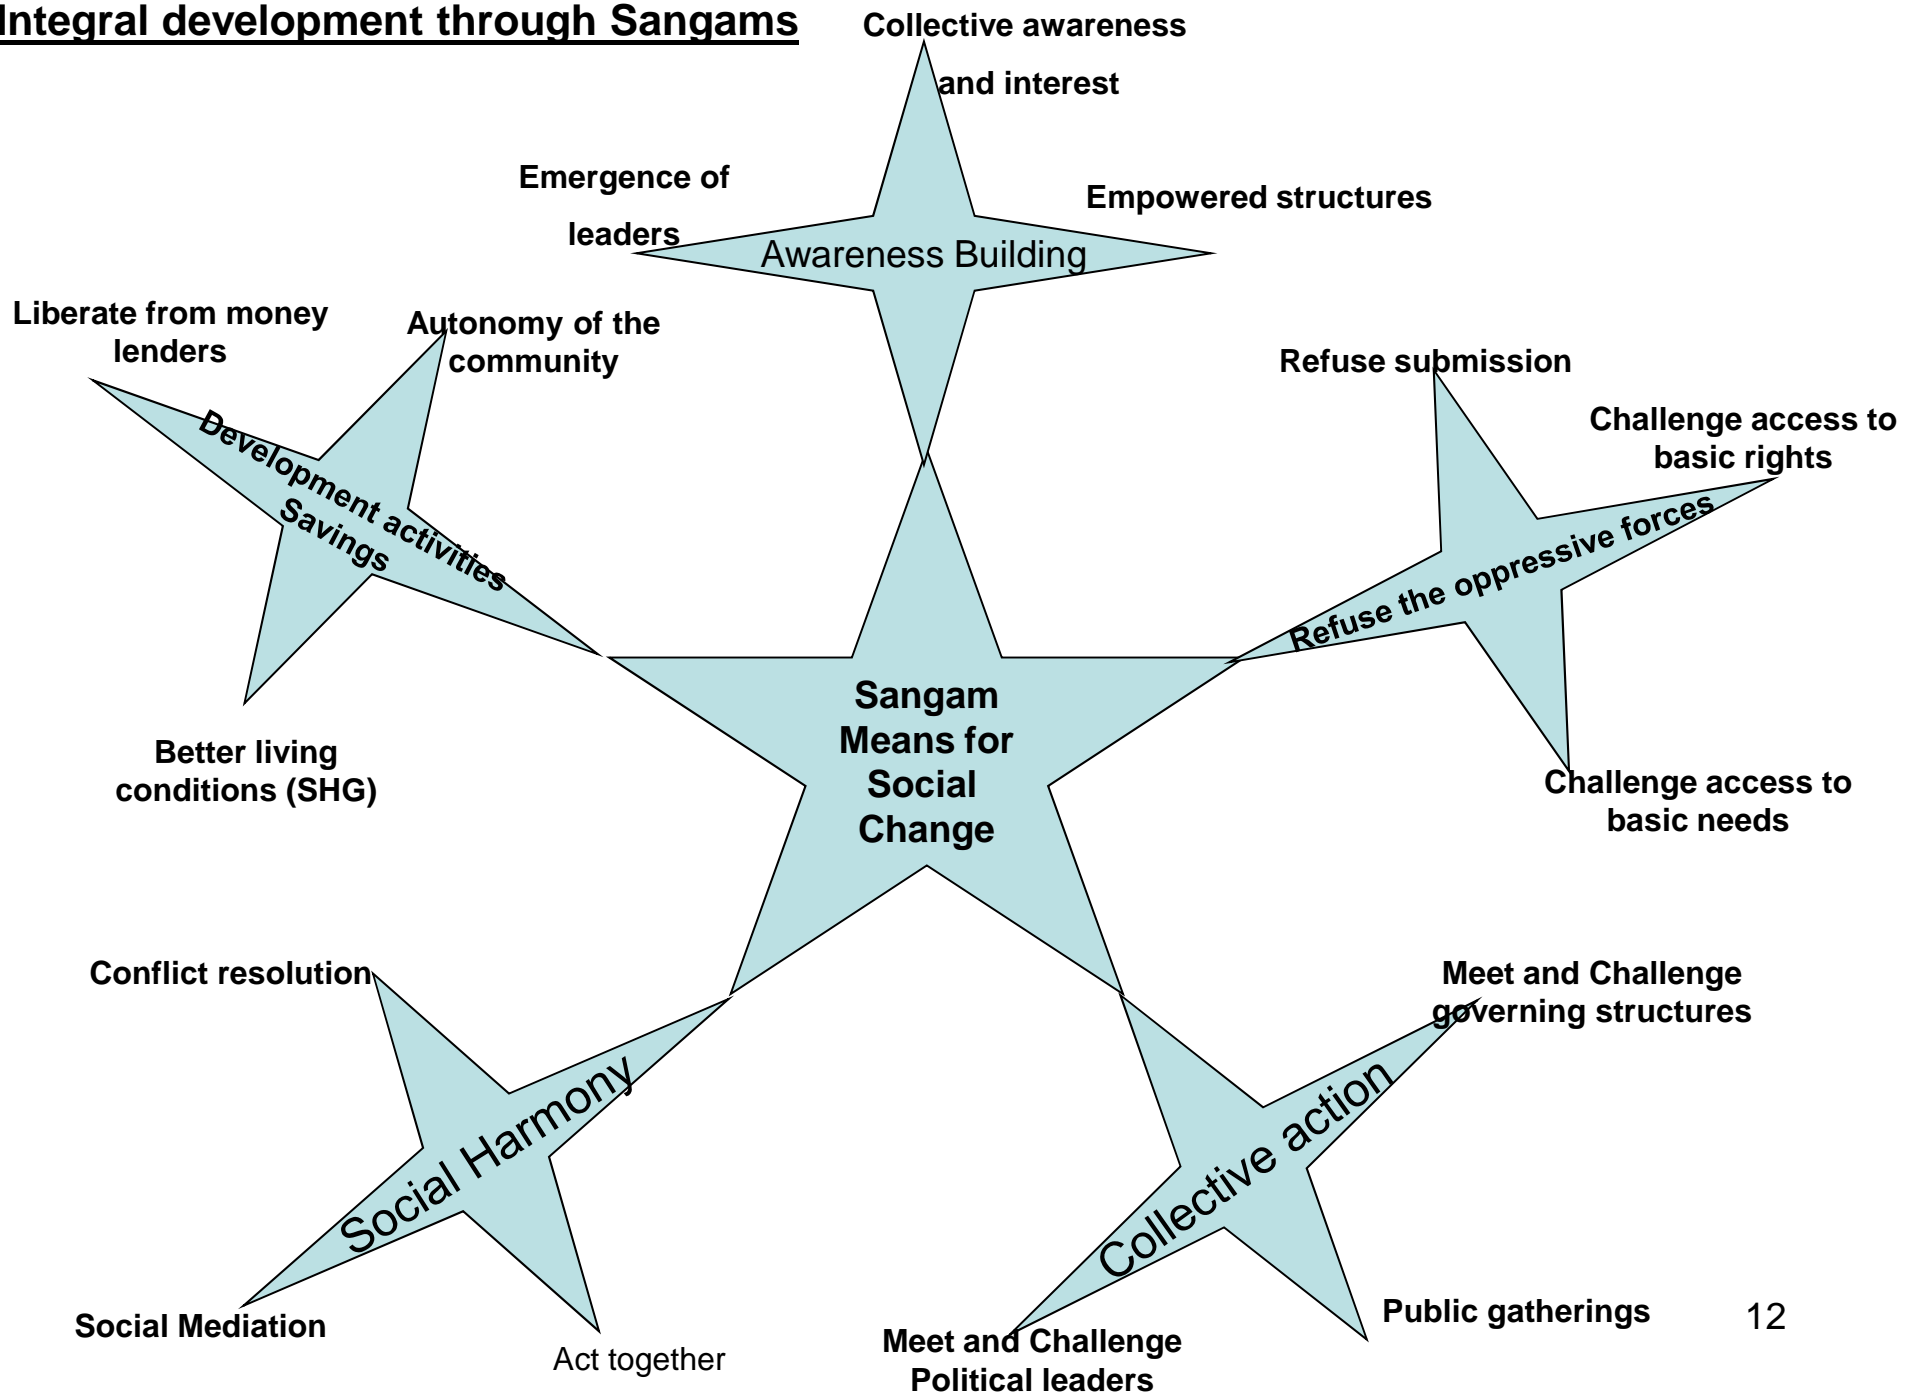 Integral development through Sangams
Collective awareness
and interest
Emergence of
leaders
Empowered structures
Awareness Building
Liberate from money
lenders
Autonomy of the
community
Development activities
Savings
Better living
conditions (SHG)
Refuse submission
Challenge access to
basic rights
Refuse the oppressive forces
Challenge access to
basic needs
Sangam
Means for
Social
Change
Conflict resolution
Social Harmony
Social Mediation
Act together
Meet and Challenge
governing structures
Collective action
Meet and Challenge
Political leaders
Public gatherings
12